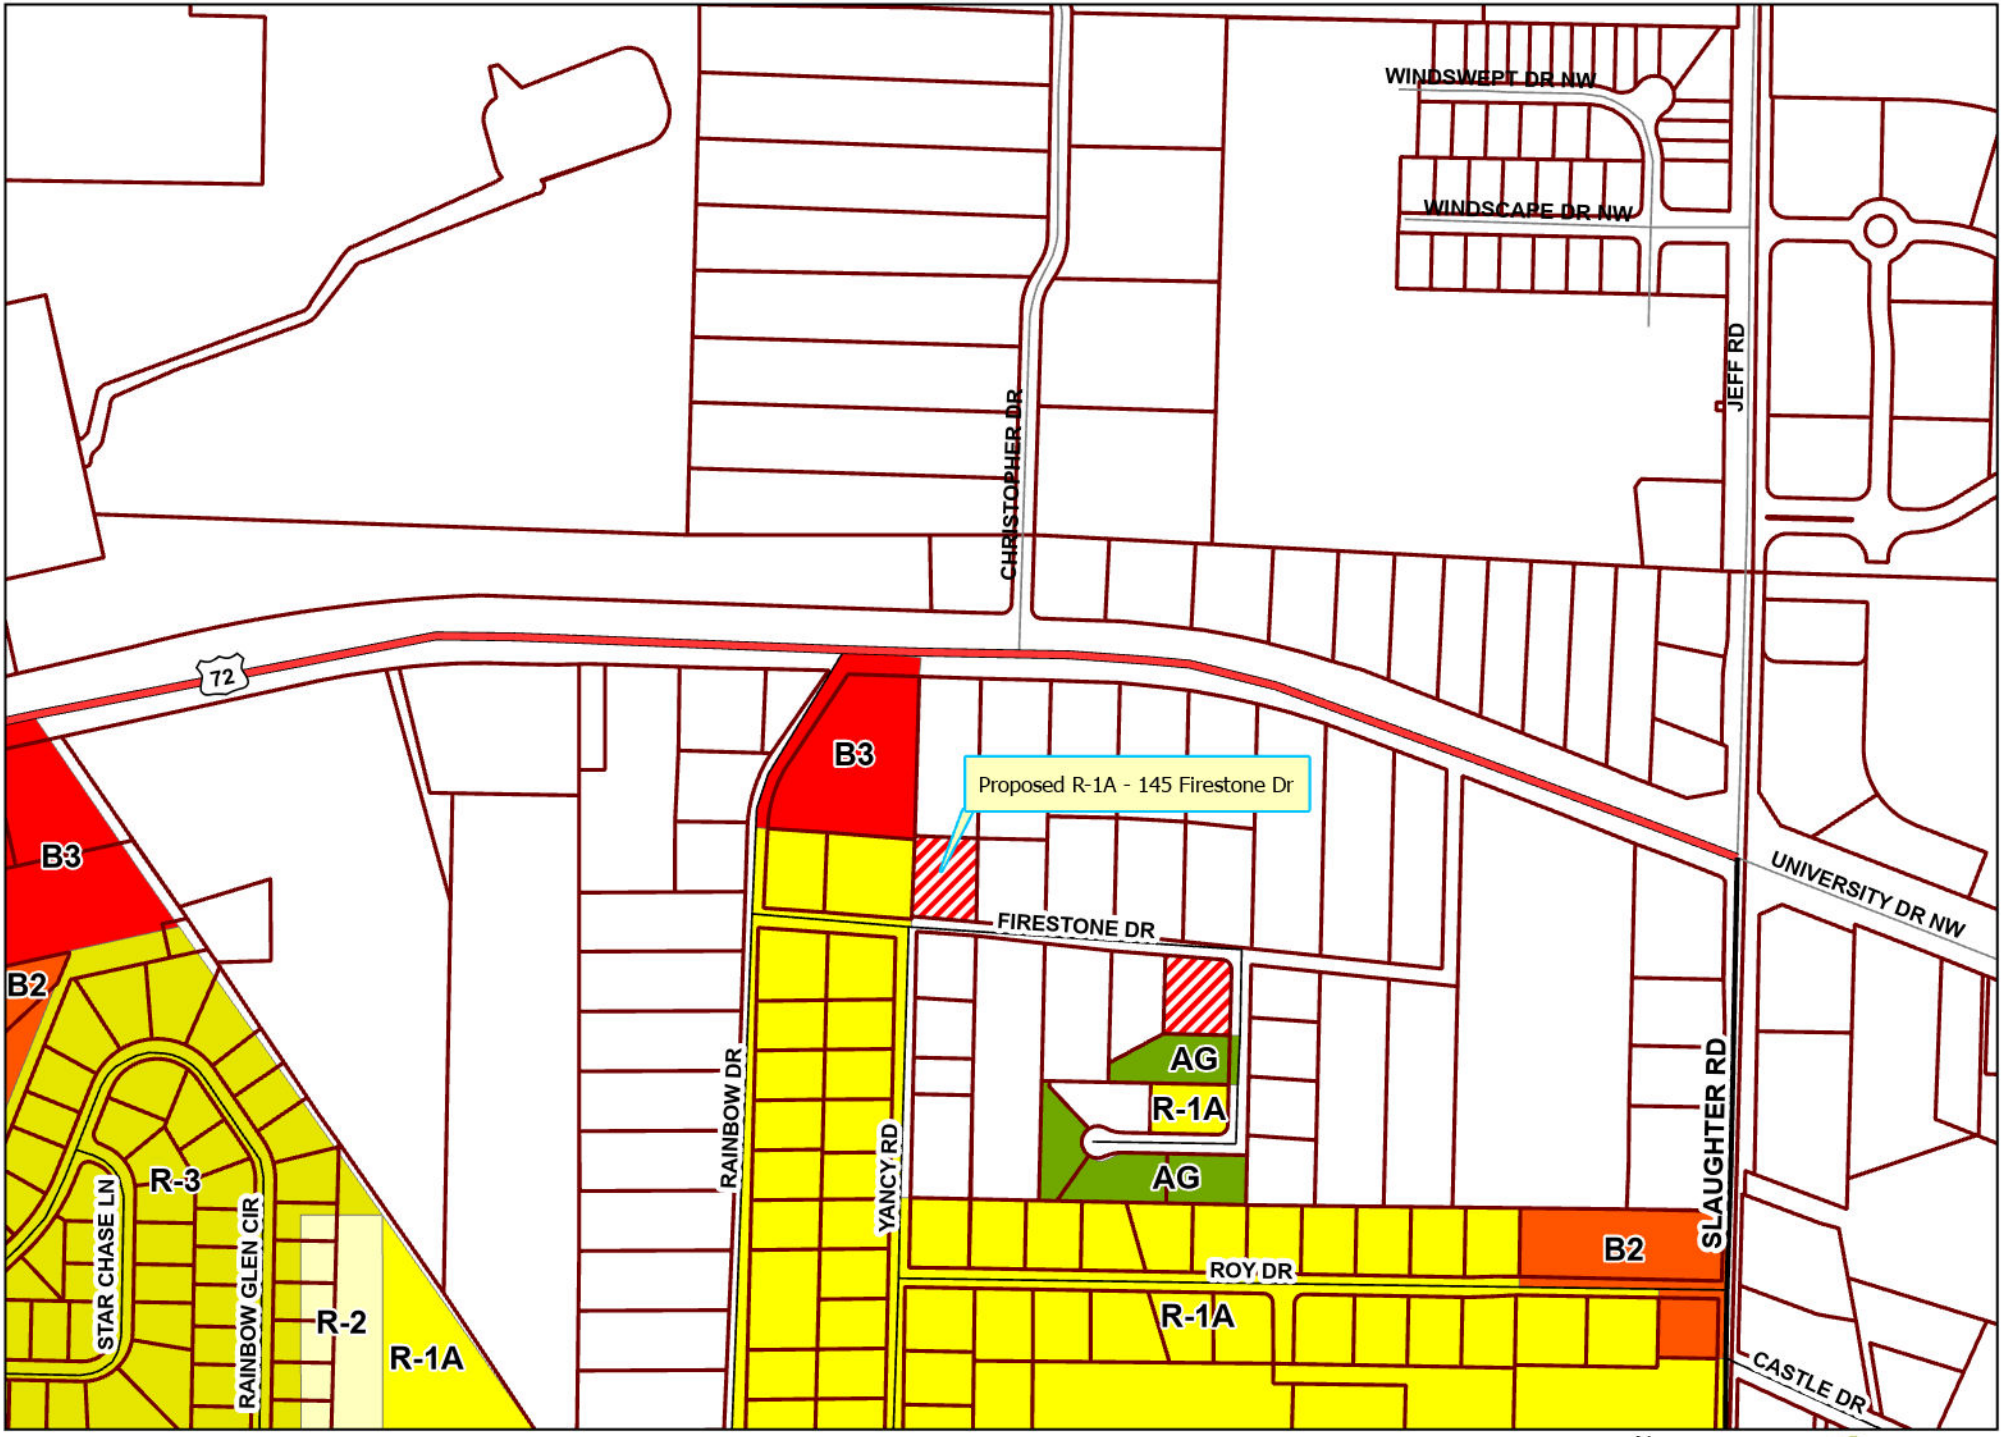 WINDSWEPT DR NW
WINDSCAPE DR NW
JEFF RD
CHRISTOPHER DR
72
B3
Proposed R-1A - 145 Firestone Dr
B3
UNIVERSITY DR NW
FIRESTONE DR
B2
AG
R-1A
RAINBOW DR
YANCY RD
SLAUGHTER RD
R-3
AG
STAR CHASE LN
RAINBOW GLEN CIR
B2
ROY DR
R-2
R-1A
R-1A
CASTLE DR